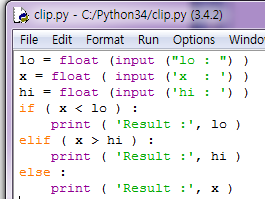 clip.py - C:/Python34/clip.py (3.4.2)
File Edit Format Run Options Window
lo = float (input ("lo : ") )
x = float ( input ('x  : ') )
hi = float (input ('hi : ') )
if ( x < lo ) :
    print ( 'Result :', lo )
elif ( x > hi ) :
    print ( 'Result :', hi )
else :
    print ( 'Result :', x )